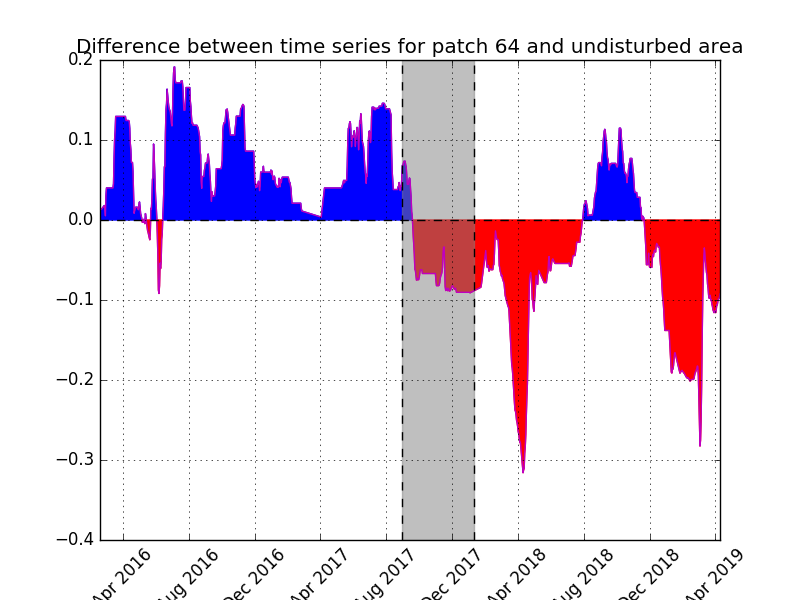 Difference between time series for patch 64 and undisturbed area
0.2
0.1
0.0
−0.1
−0.2
−0.3
−0.4
Apr 2016
Aug 2016
Dec 2016
Apr 2017
Aug 2017
Dec 2017
Apr 2018
Aug 2018
Dec 2018
Apr 2019